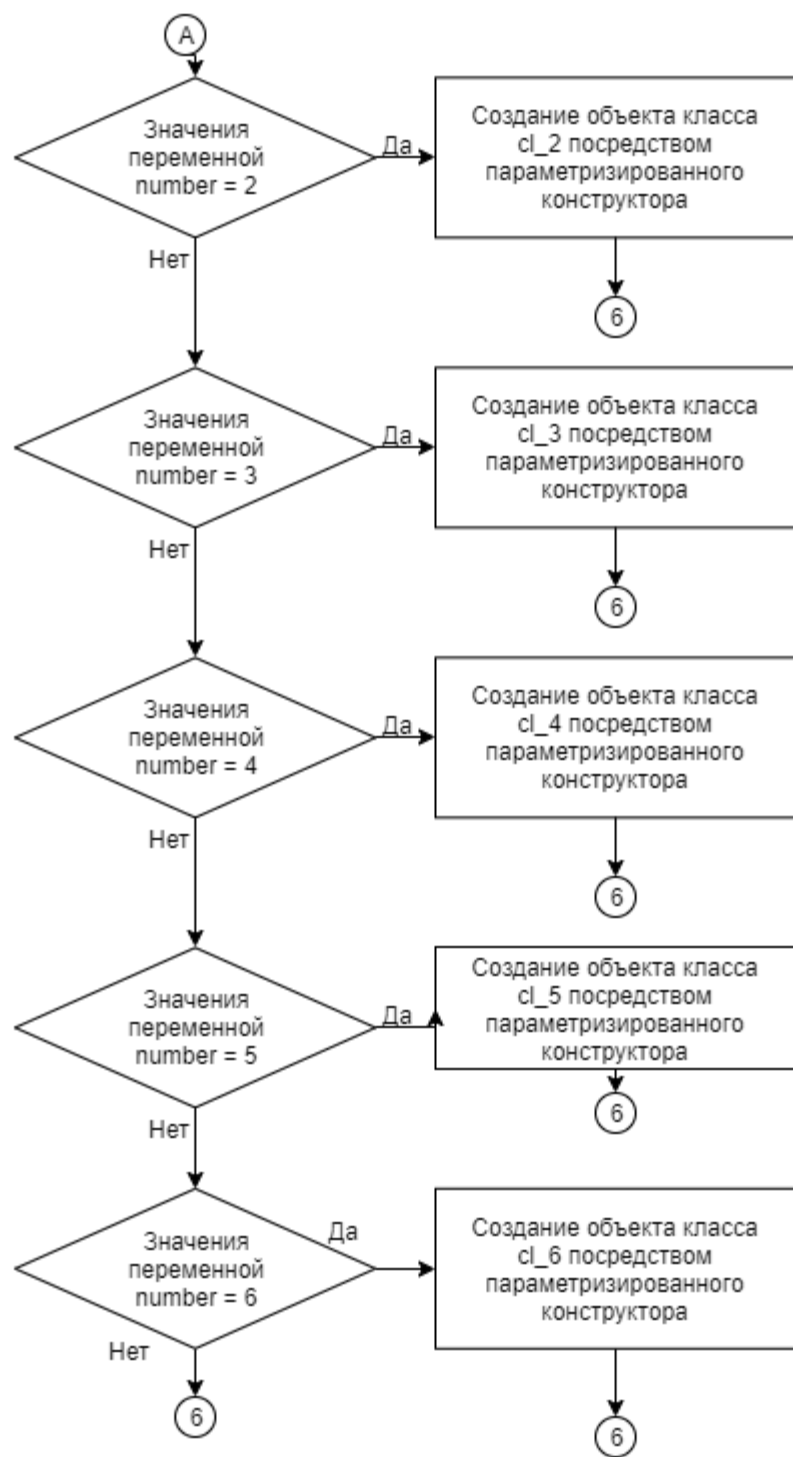 A
Значения
переменной
number = 2
Да
Создание объекта класса
cl_2 посредством
параметризированного
конструктора
Нет
6
Значения
переменной
number = 3
Да
Создание объекта класса
cl_3 посредством
параметризированного
конструктора
Нет
6
Значения
переменной
number = 4
Да
Создание объекта класса
cl_4 посредством
параметризированного
конструктора
Нет
6
Значения
переменной
number = 5
Да
Создание объекта класса
cl_5 посредством
параметризированного
конструктора
Нет
6
Значения
переменной
number = 6
Да
Создание объекта класса
cl_6 посредством
параметризированного
конструктора
Нет
6
6